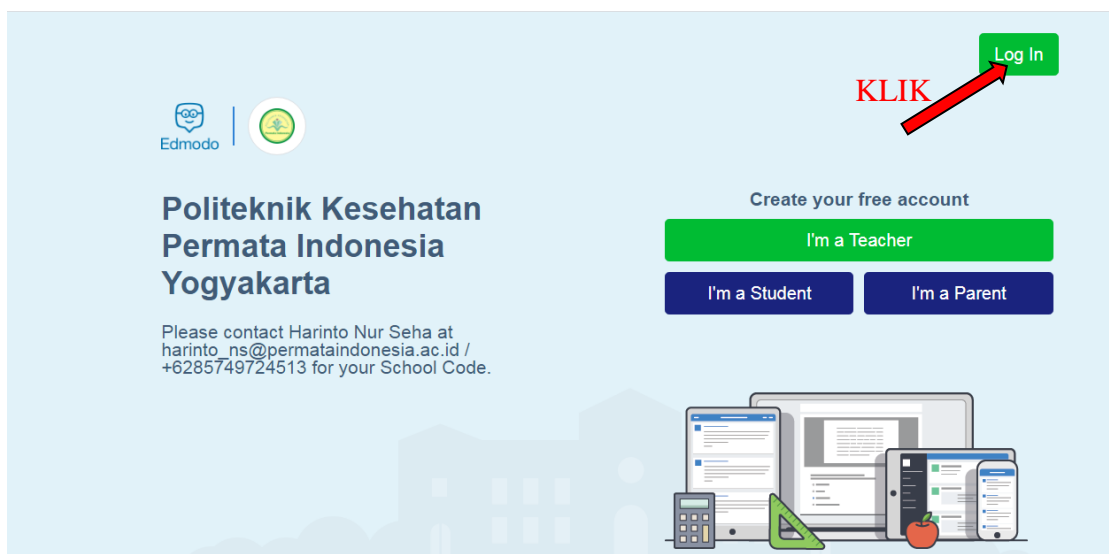 Log In
KLIK
Edmodo
Politeknik Kesehatan
Permata Indonesia
Yogyakarta
Please contact Harinto Nur Seha at
harinto_ns@permataindonesia.ac.id /
+6285749724513 for your School Code.
Create your free account
I'm a Teacher
I'm a Student
I'm a Parent